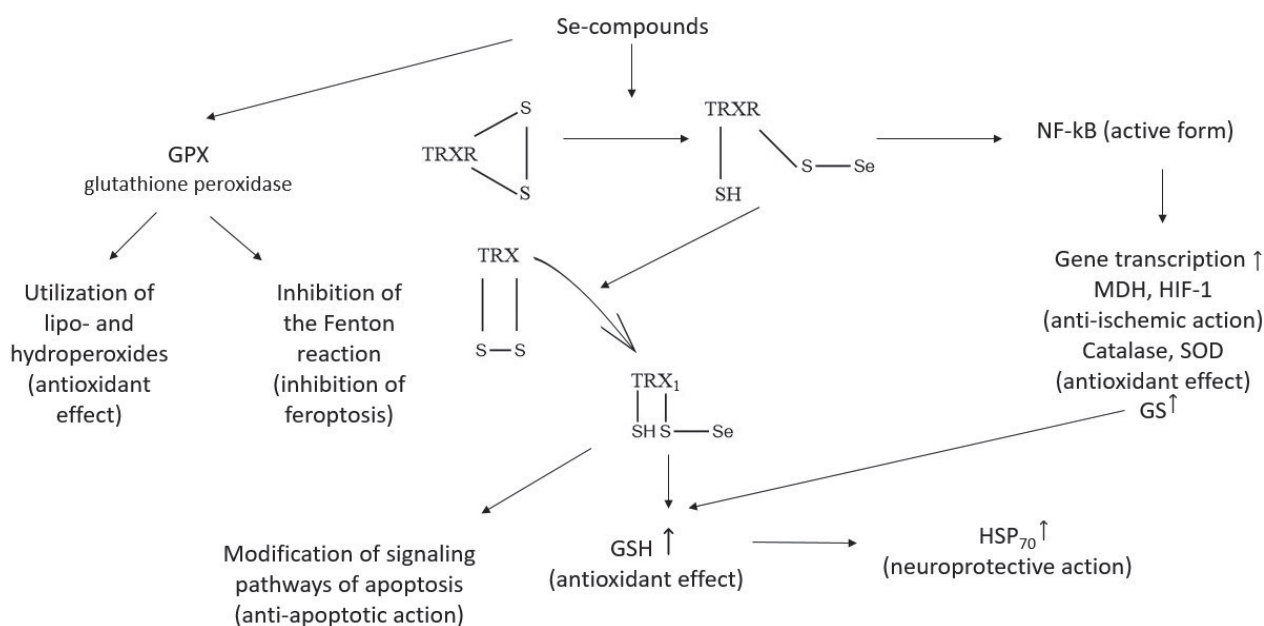 Se-compounds
GPX
glutathione peroxidase
TRXR
S
S
TRXR
SH
S
Se
NF-kB (active form)
Utilization of
lipo- and
hydroperoxides
(antioxidant
effect)
Inhibition of
the Fenton
reaction
(inhibition of
feroptosis)
TRX
S
S
Gene transcription ↑
MDH, HIF-1
(anti-ischemic action)
Catalase, SOD
(antioxidant effect)
GS↑
TRX₁
SH S
Se
Modification of signaling
pathways of apoptosis
(anti-apoptotic action)
GSH ↑
(antioxidant effect)
HSP₇₀↑
(neuroprotective action)